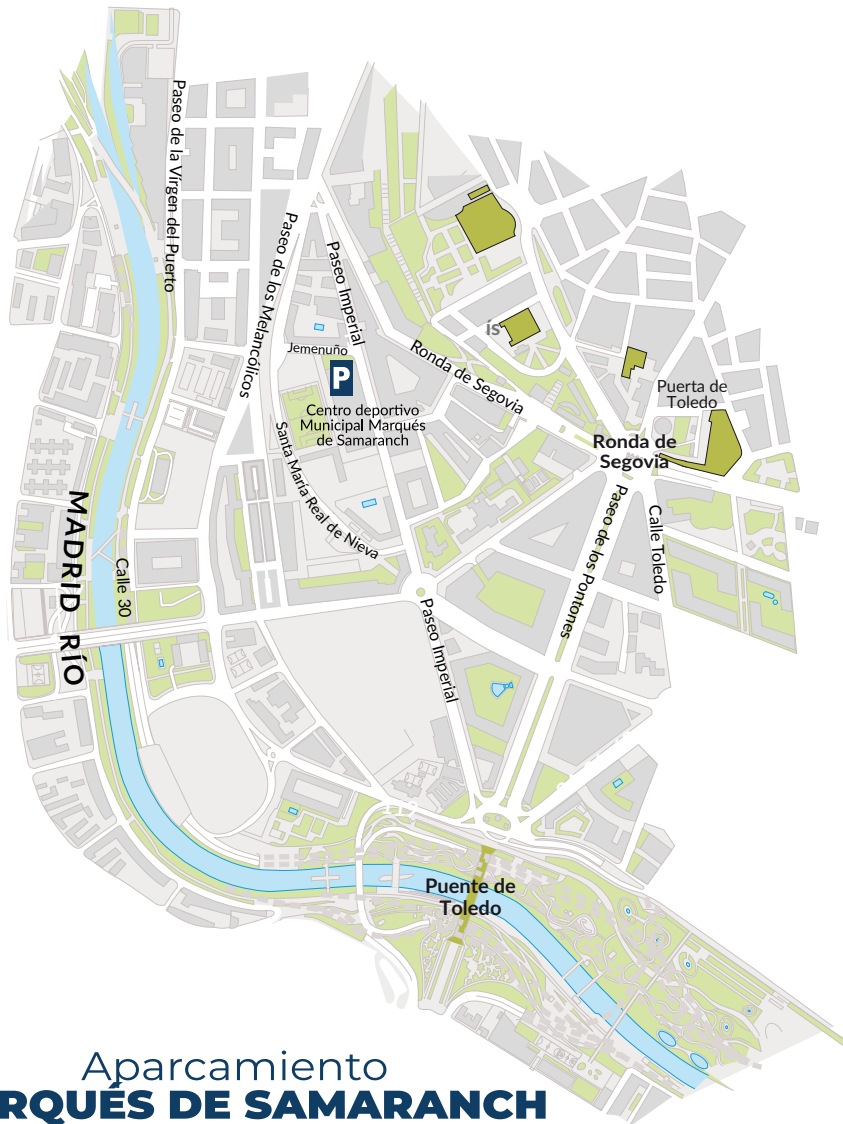 Paseo de la Virgen del Puerto
Paseo de los Melancólicos
Paseo Imperial
Jemenuño
P
Centro deportivo
Municipal Marqués
de Samaranch
Ronda de Segovia
ís
Puerta de
Toledo
Ronda de
Segovia
Santa María Real de Nieva
Paseo de los Pontones
Calle Toledo
MADRID RÍO
Calle 30
Paseo Imperial
Puente de
Toledo
Aparcamiento
RQUÉS DE SAMARANCH